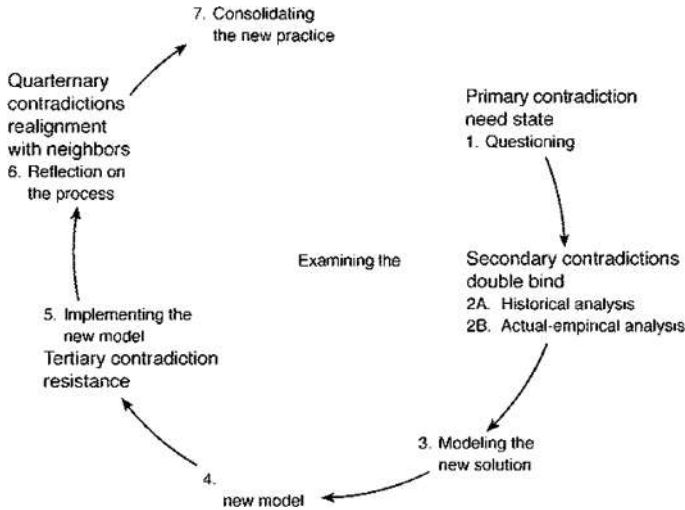 7. Consolidating
the new practice
Quarternary
contradictions
realignment
with neighbors
6. Reflection on
the process
Primary contradiction
need state
1. Questioning
Examining the
Secondary contradictions
double bind
2A. Historical analysis
2B. Actual-empirical analysis
5. Implementing the
new model
Tertiary contradiction
resistance
3. Modeling the
new solution
4.
new model